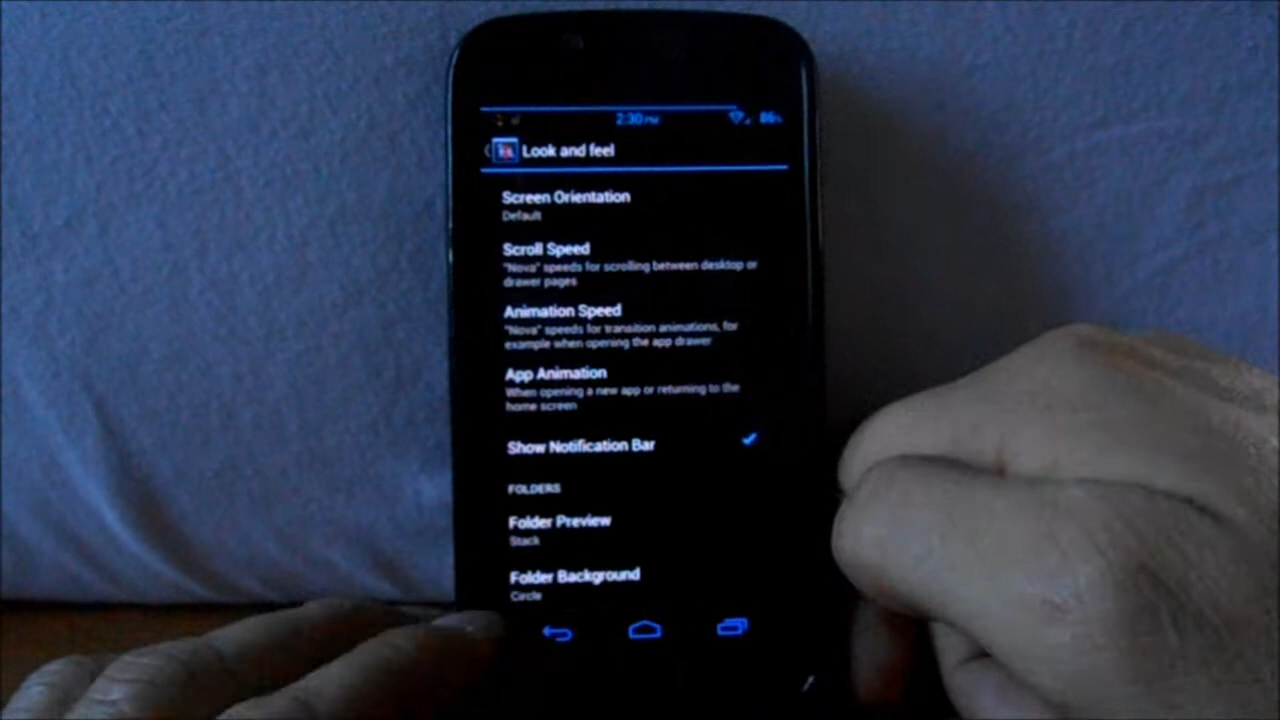 2:30 PM 86%
Look and feel
Screen Orientation
Default
Scroll Speed
"Nova" speeds for scrolling between desktop or
drawer pages
Animation Speed
"Nova" speeds for transition animations, for
example when opening the app drawer
App Animation
When opening a new app or returning to the
home screen
Show Notification Bar
FOLDERS
Folder Preview
Stack
Folder Background
Circle